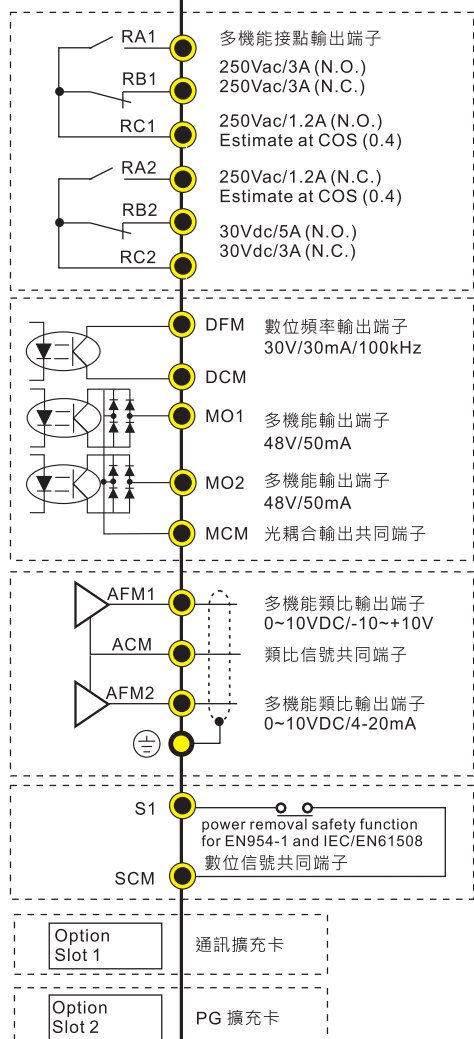 RA1
多機能接點輸出端子
250Vac/3A (N.O.)
RB1
250Vac/3A (N.C.)
RC1
250Vac/1.2A (N.O.)
Estimate at COS (0.4)
RA2
250Vac/1.2A (N.C.)
Estimate at COS (0.4)
RB2
30Vdc/5A (N.O.)
30Vdc/3A (N.C.)
RC2
DFM 數位頻率輸出端子
30V/30mA/100kHz
DCM
MO1 多機能輸出端子
48V/50mA
MO2 多機能輸出端子
48V/50mA
MCM 光耦合輸出共同端子
AFM1 多機能類比輸出端子
0~10VDC/-10~+10V
ACM 類比信號共同端子
AFM2 多機能類比輸出端子
0~10VDC/4-20mA
S1
power removal safety function
for EN954-1 and IEC/EN61508
數位信號共同端子
SCM
Option
Slot 1
通訊擴充卡
Option
Slot 2
PG 擴充卡